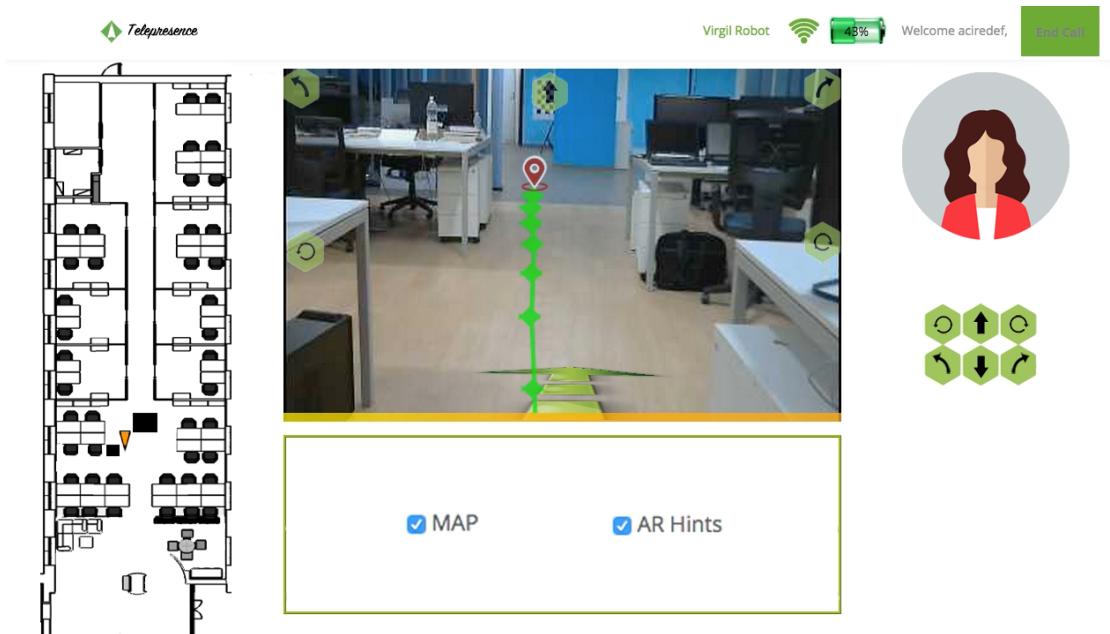 Telepresence
Virgil Robot
43%
Welcome aciredef,
End Call
MAP
AR Hints